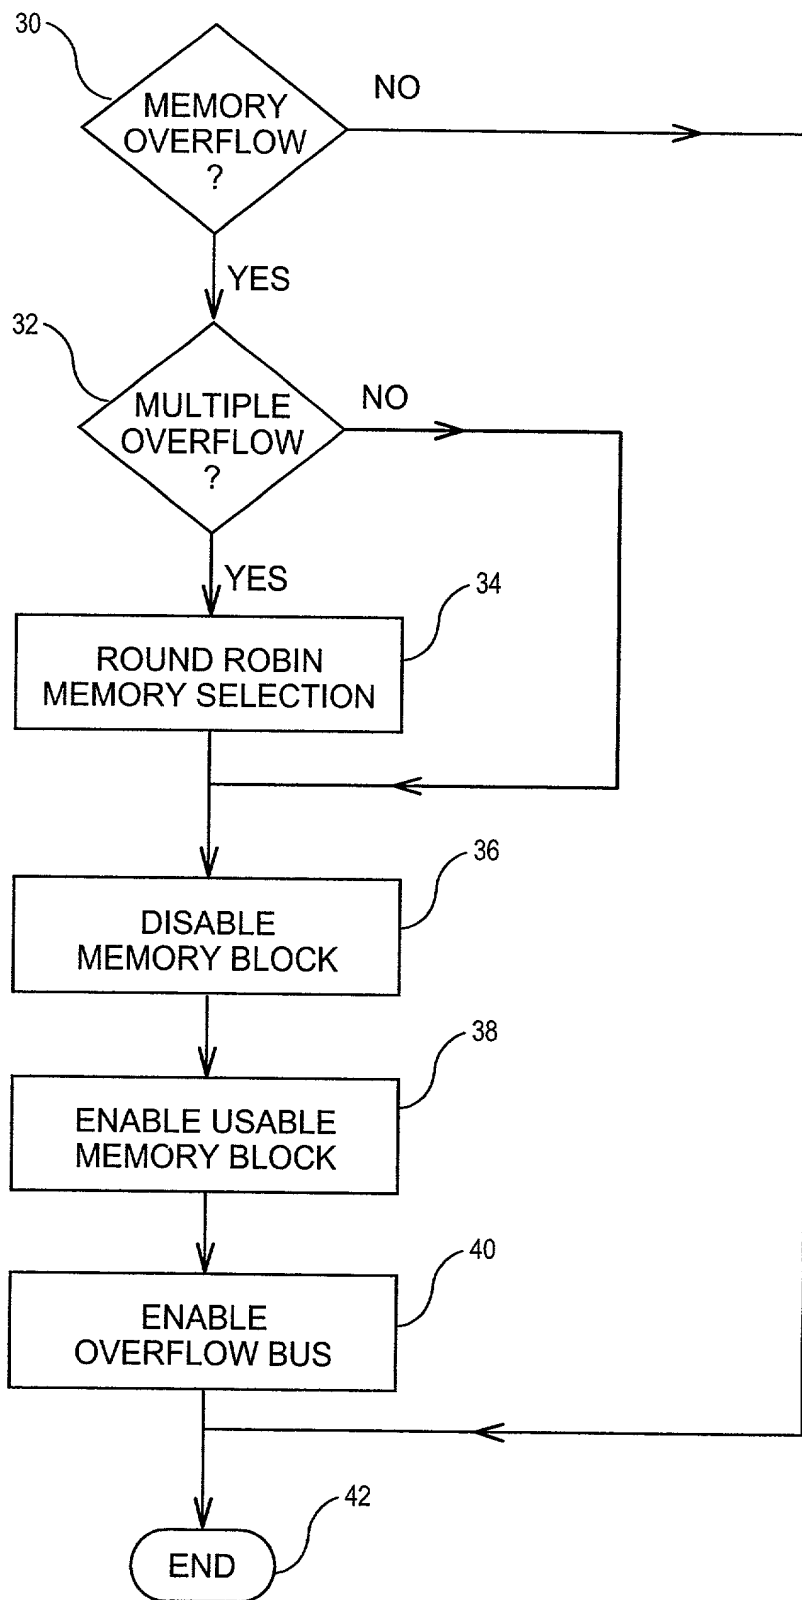 30
MEMORY
OVERFLOW
?
NO
YES
32
MULTIPLE
OVERFLOW
?
NO
YES
34
ROUND ROBIN
MEMORY SELECTION
36
DISABLE
MEMORY BLOCK
38
ENABLE USABLE
MEMORY BLOCK
40
ENABLE
OVERFLOW BUS
42
END